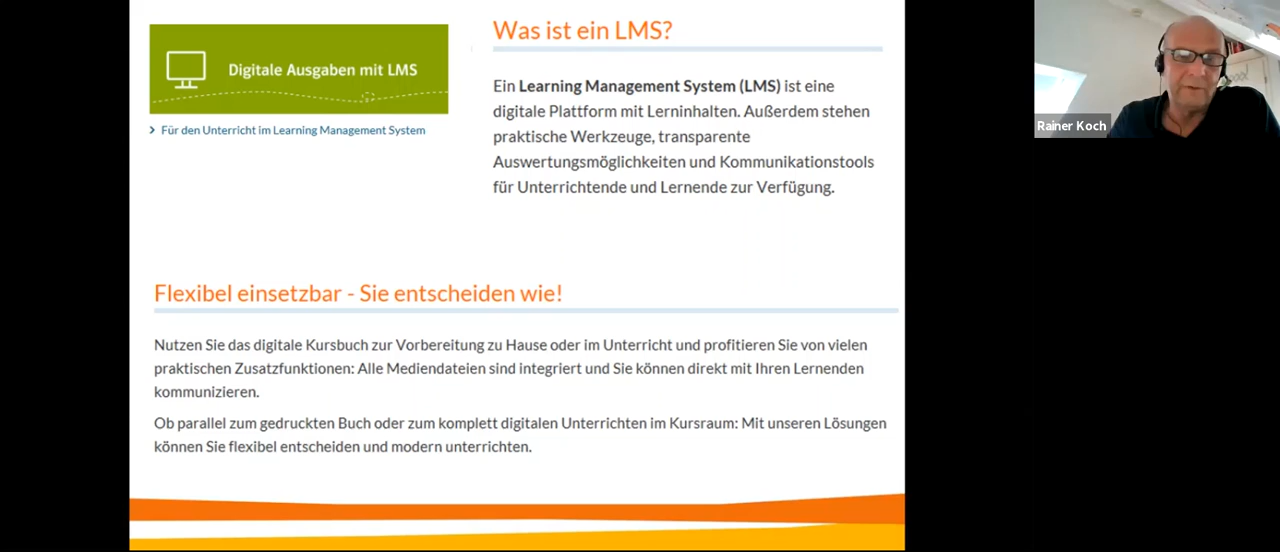 Digitale Ausgaben mit LMS
Für den Unterricht im Learning Management System
Was ist ein LMS?
Ein Learning Management System (LMS) ist eine
digitale Plattform mit Lerninhalten. Außerdem stehen
praktische Werkzeuge, transparente
Auswertungsmöglichkeiten und Kommunikationstools
für Unterrichtende und Lernende zur Verfügung.
Rainer Koch
Flexibel einsetzbar - Sie entscheiden wie!
Nutzen Sie das digitale Kursbuch zur Vorbereitung zu Hause oder im Unterricht und profitieren Sie von vielen
praktischen Zusatzfunktionen: Alle Mediendateien sind integriert und Sie können direkt mit Ihren Lernenden
kommunizieren.
Ob parallel zum gedruckten Buch oder zum komplett digitalen Unterrichten im Kursraum: Mit unseren Lösungen
können Sie flexibel entscheiden und modern unterrichten.